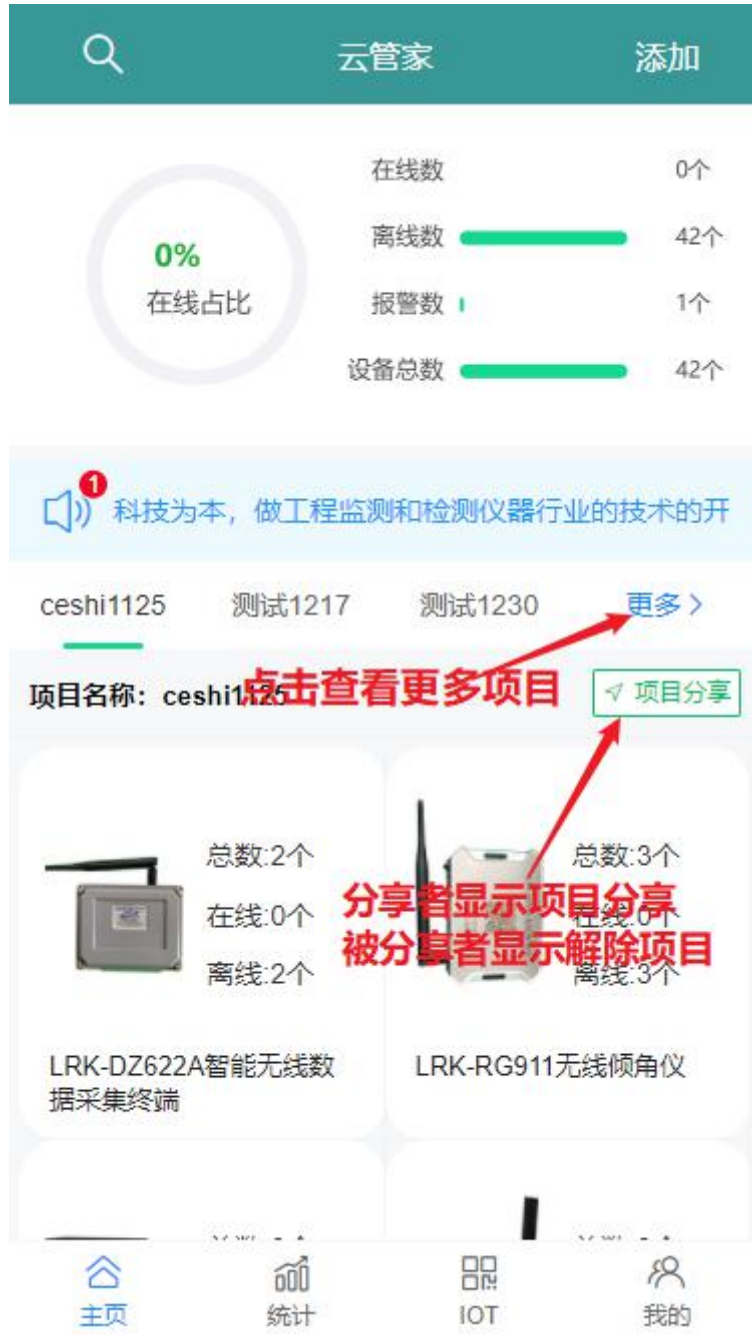 云管家
添加
在线数 0个
离线数 42个
报警数 1个
设备总数 42个
0%
在线占比
1
科技为本，做工程监测和检测仪器行业的技术的开
ceshi1125 测试1217 测试1230 更多
点击查看更多项目
项目名称：ceshi1125
项目分享
总数:2个
在线:0个
离线:2个
LRK-DZ622A智能无线数
据采集终端
总数:3个
在线:0个
离线:3个
分享者显示项目分享
被分享者显示解除项目
LRK-RG911无线倾角仪
主页
统计
IOT
我的